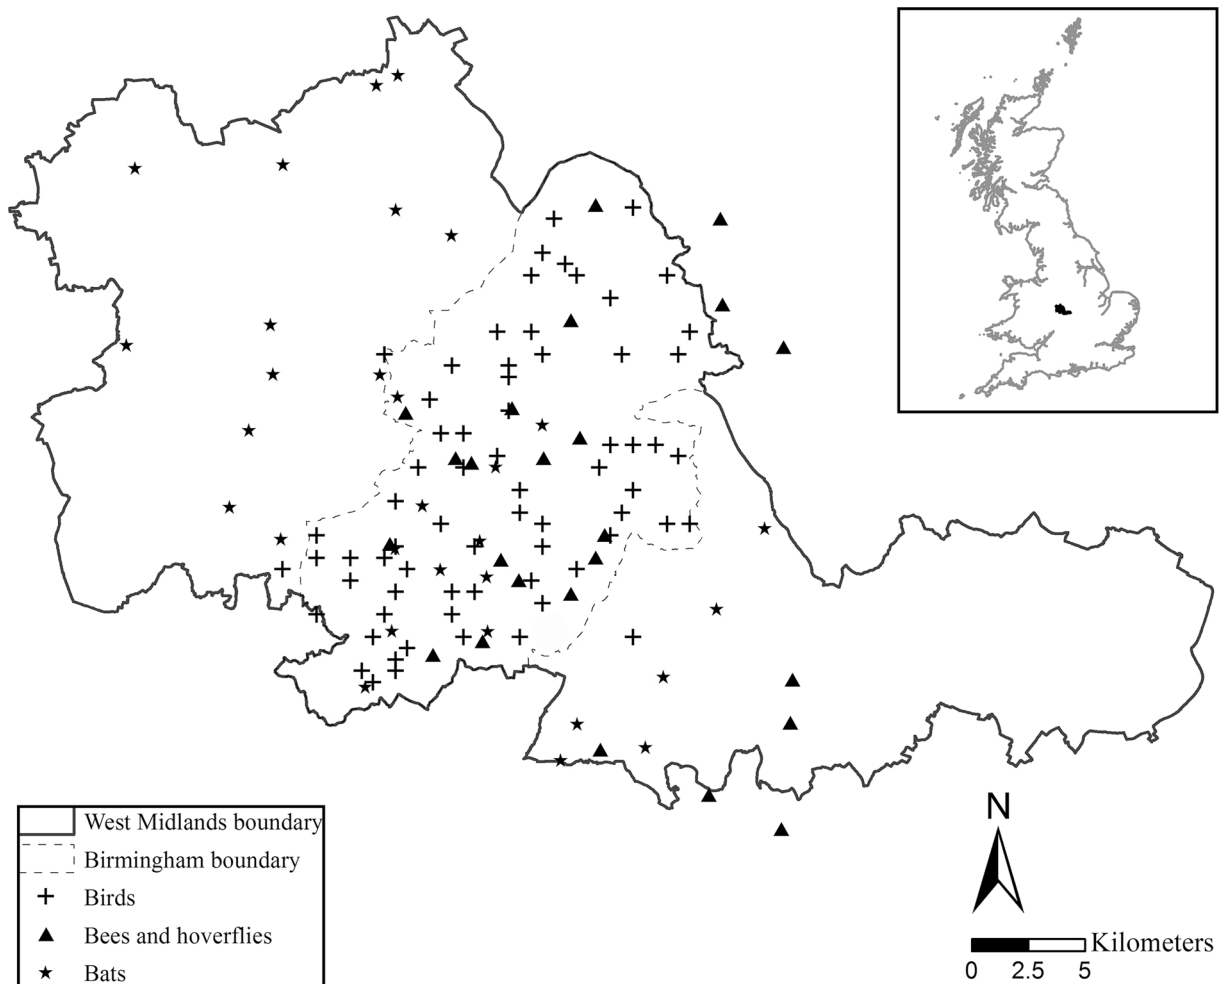 West Midlands boundary
Birmingham boundary
Birds
Bees and hoverflies
Bats
N
Kilometers
0 2.5 5